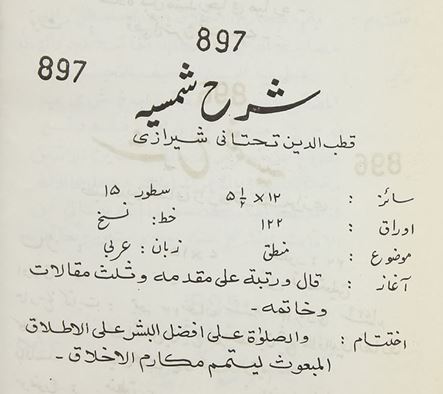 897
897
شرح شمسیہ
قطب الدین تحتانی شیرازی
سائز : ۱۲ × ۵ ۱/۲ سطور ۱۵
اوراق : ۱۲۲ خط: نسخ
موضوع : منطق زبان : عربی
آغاز : قال ورتبة علی مقدمه وثلث مقالات
وخاتمه ۔
اختتام : والصلوٰة علی افضل البشر علی الاطلاق
المبعوث لیتمم مکارم الاخلاق ۔